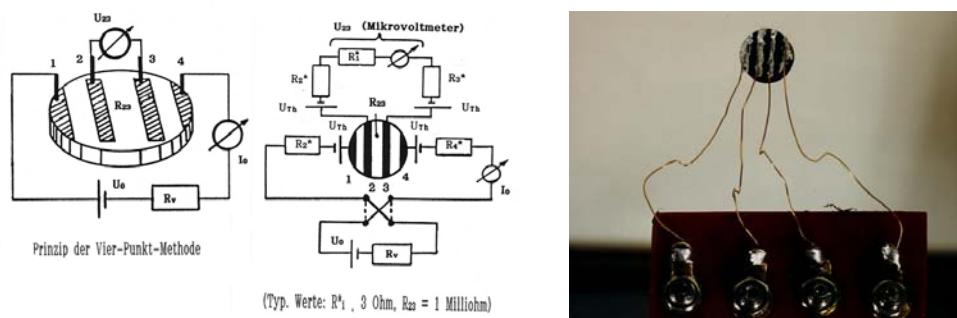 U23
1
2
3
4
R23
I0
U0
Rv
Prinzip der Vier-Punkt-Methode
U23 (Mikrovoltmeter)
R*i
R2*
R3*
UTh
UTh
R23
UTh
UTh
R2*
R4*
1
2
3
4
I0
U0
Rv
(Typ. Werte: R*i , 3 Ohm, R23 = 1 Milliohm)